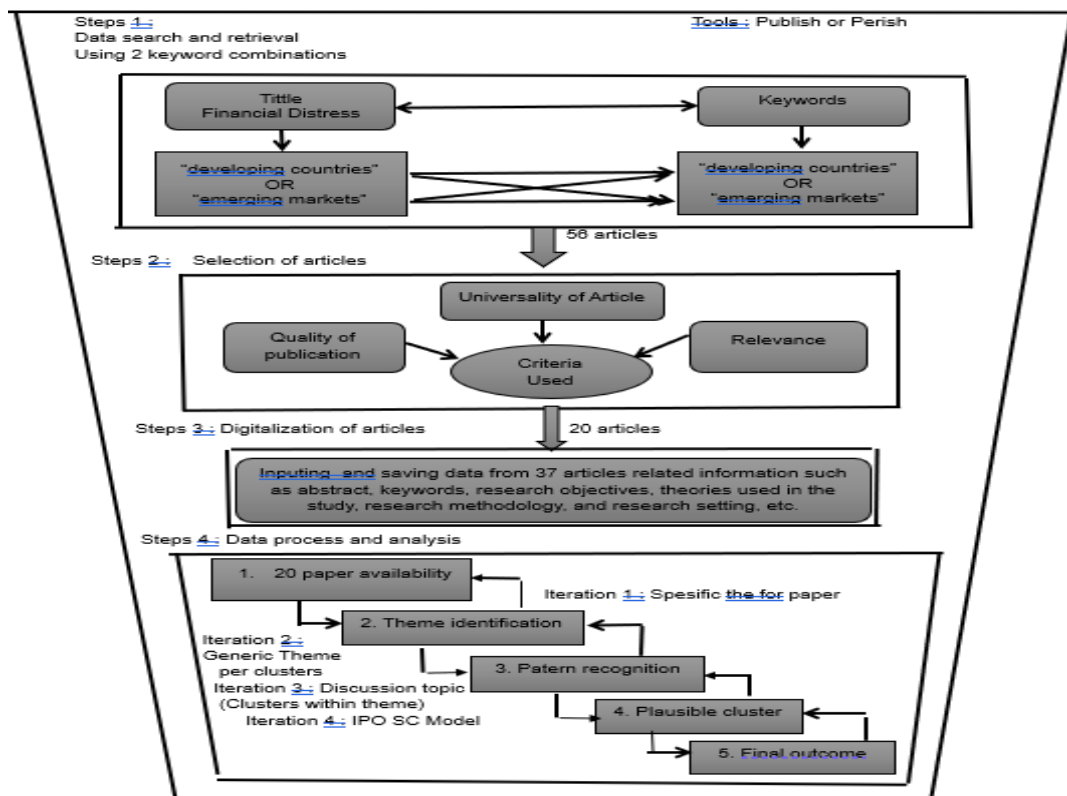 Steps 1 :
Tools : Publish or Perish
Data search and retrieval
Using 2 keyword combinations
Tittle
Financial Distress
Keywords
"developing countries"
OR
"emerging markets"
"developing countries"
OR
"emerging markets"
56 articles
Steps 2 : Selection of articles
Universality of Article
Quality of
publication
Relevance
Criteria
Used
Steps 3 : Digitalization of articles
20 articles
Inputing and saving data from 37 articles related information such
as abstract, keywords, research objectives, theories used in the
study, research methodology, and research setting, etc.
Steps 4 : Data process and analysis
1. 20 paper availability
Iteration 1 : Spesific the for paper
2. Theme identification
Iteration 2 :
Generic Theme
per clusters
3. Patern recognition
Iteration 3 : Discussion topic
(Clusters within theme)
4. Plausible cluster
Iteration 4 : IPO SC Model
5. Final outcome